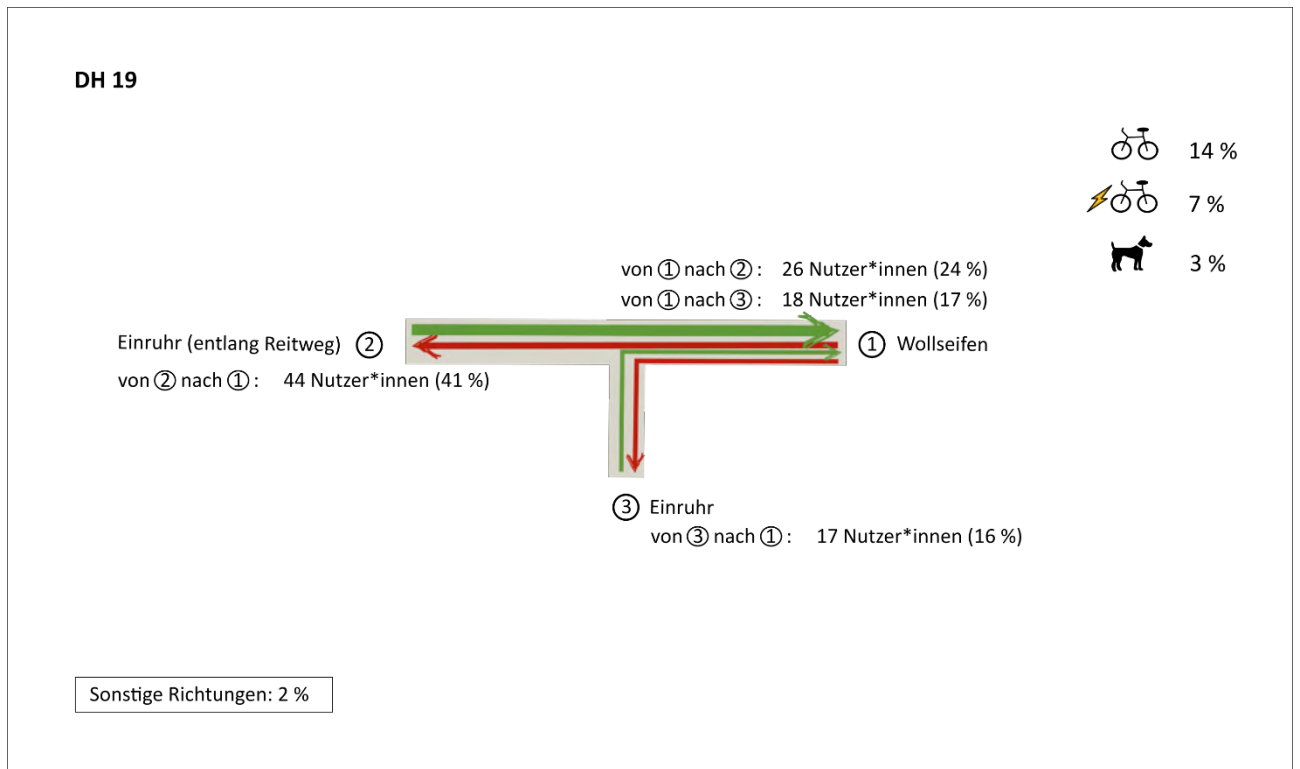 DH 19
14 %
7 %
3 %
von ① nach ② : 26 Nutzer*innen (24 %)
von ① nach ③ : 18 Nutzer*innen (17 %)
Einruhr (entlang Reitweg) ②
① Wollseifen
von ② nach ① : 44 Nutzer*innen (41 %)
③ Einruhr
von ③ nach ① : 17 Nutzer*innen (16 %)
Sonstige Richtungen: 2 %